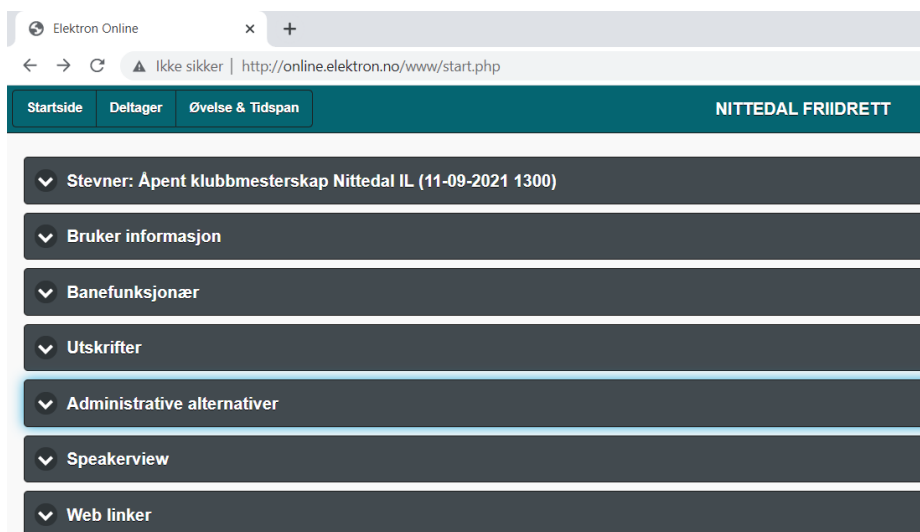 Elektron Online
Ikke sikker | http://online.elektron.no/www/start.php
Startside Deltager Øvelse & Tidspan NITTEDAL FRIIDRETT
Stevner: Åpent klubbmesterskap Nittedal IL (11-09-2021 1300)
Bruker informasjon
Banefunksjonær
Utskrifter
Administrative alternativer
Speakerview
Web linker